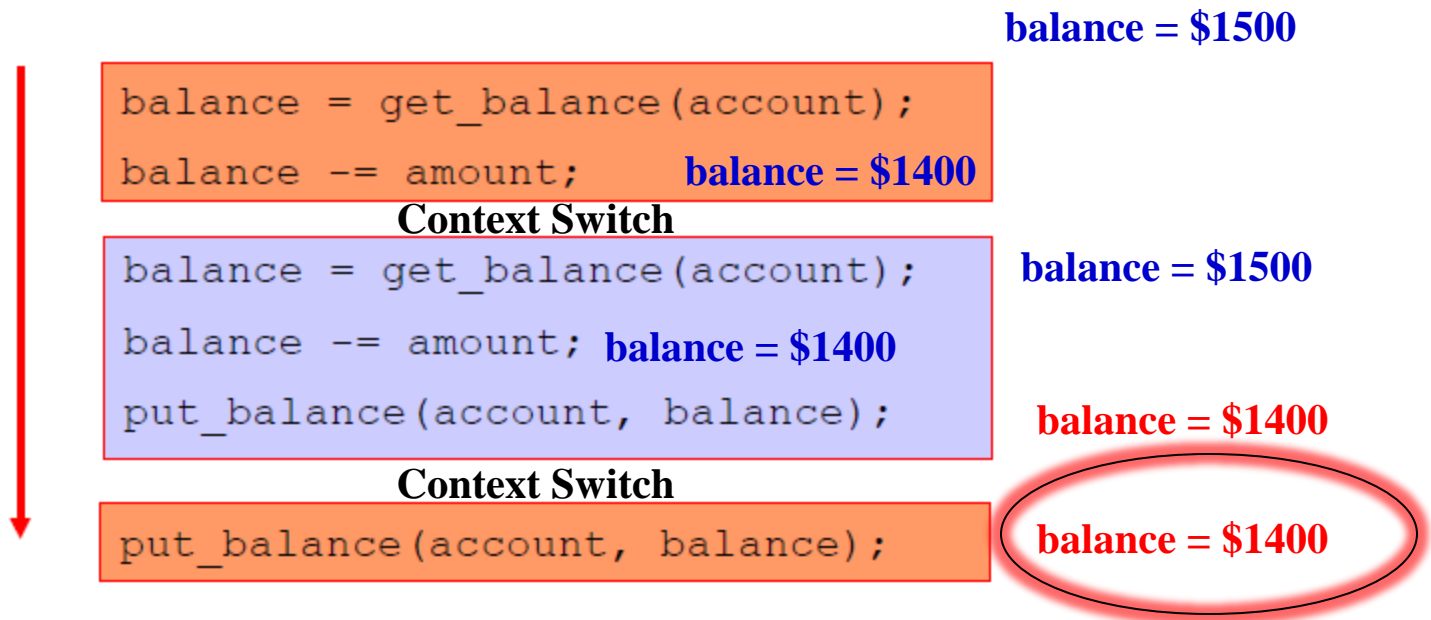 balance = $1500
balance = get_balance(account);
balance -= amount; balance = $1400
Context Switch
balance = get_balance(account); balance = $1500
balance -= amount; balance = $1400
put_balance(account, balance); balance = $1400
Context Switch
put_balance(account, balance); balance = $1400